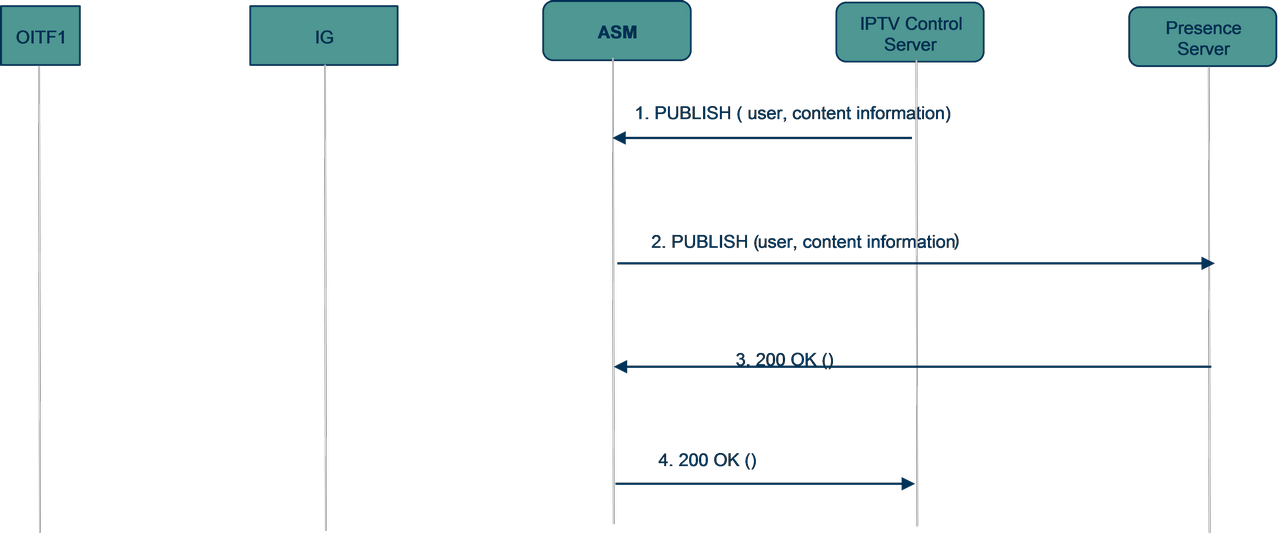 OITF1
IG
ASM
IPTV Control
Server
Presence
Server
1. PUBLISH ( user, content information)
2. PUBLISH (user, content information)
3. 200 OK ()
4. 200 OK ()